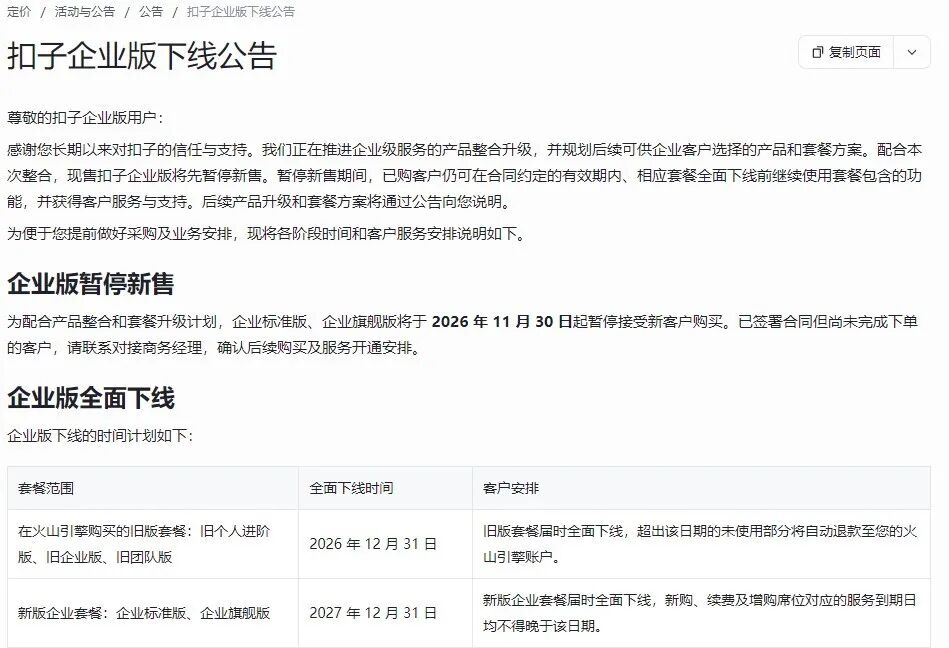 定价 / 活动与公告 / 公告 / 扣子企业版下线公告
扣子企业版下线公告
复制页面
尊敬的扣子企业版用户：
感谢您长期以来对扣子的信任与支持。我们正在推进企业级服务的产品整合升级，并规划后续可供企业客户选择的产品和套餐方案。配合本
次整合，现售扣子企业版将先暂停新售。暂停新售期间，已购客户仍可在合同约定的有效期内、相应套餐全面下线前继续使用套餐包含的功
能，并获得客户服务与支持。后续产品升级和套餐方案将通过公告向您说明。
为便于您提前做好采购及业务安排，现将各阶段时间和客户服务安排说明如下。
企业版暂停新售
为配合产品整合和套餐升级计划，企业标准版、企业旗舰版将于 2026 年 11 月 30 日起暂停接受新客户购买。已签署合同但尚未完成下单
的客户，请联系对接商务经理，确认后续购买及服务开通安排。
企业版全面下线
企业版下线的时间计划如下：
套餐范围
全面下线时间
客户安排
在火山引擎购买的旧版套餐：旧个人进阶
版、旧企业版、旧团队版
2026 年 12 月 31 日
旧版套餐届时全面下线，超出该日期的未使用部分将自动退款至您的火
山引擎账户。
新版企业套餐：企业标准版、企业旗舰版
2027 年 12 月 31 日
新版企业套餐届时全面下线，新购、续费及增购席位对应的服务到期日
均不得晚于该日期。